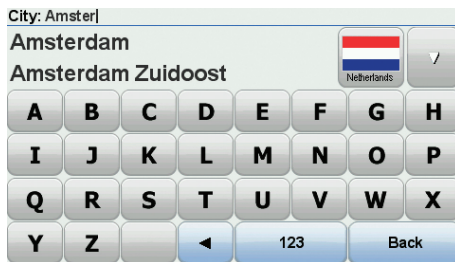 City: Amster
Amsterdam
Amsterdam Zuidoost
Netherlands
A B C D E F G H
I J K L M N O P
Q R S T U V W X
Y Z 123 Back